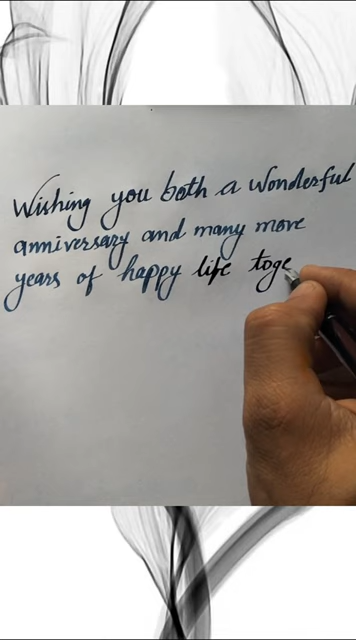 Wishing you both a wonderful
anniversary and many more
years of happy life toge